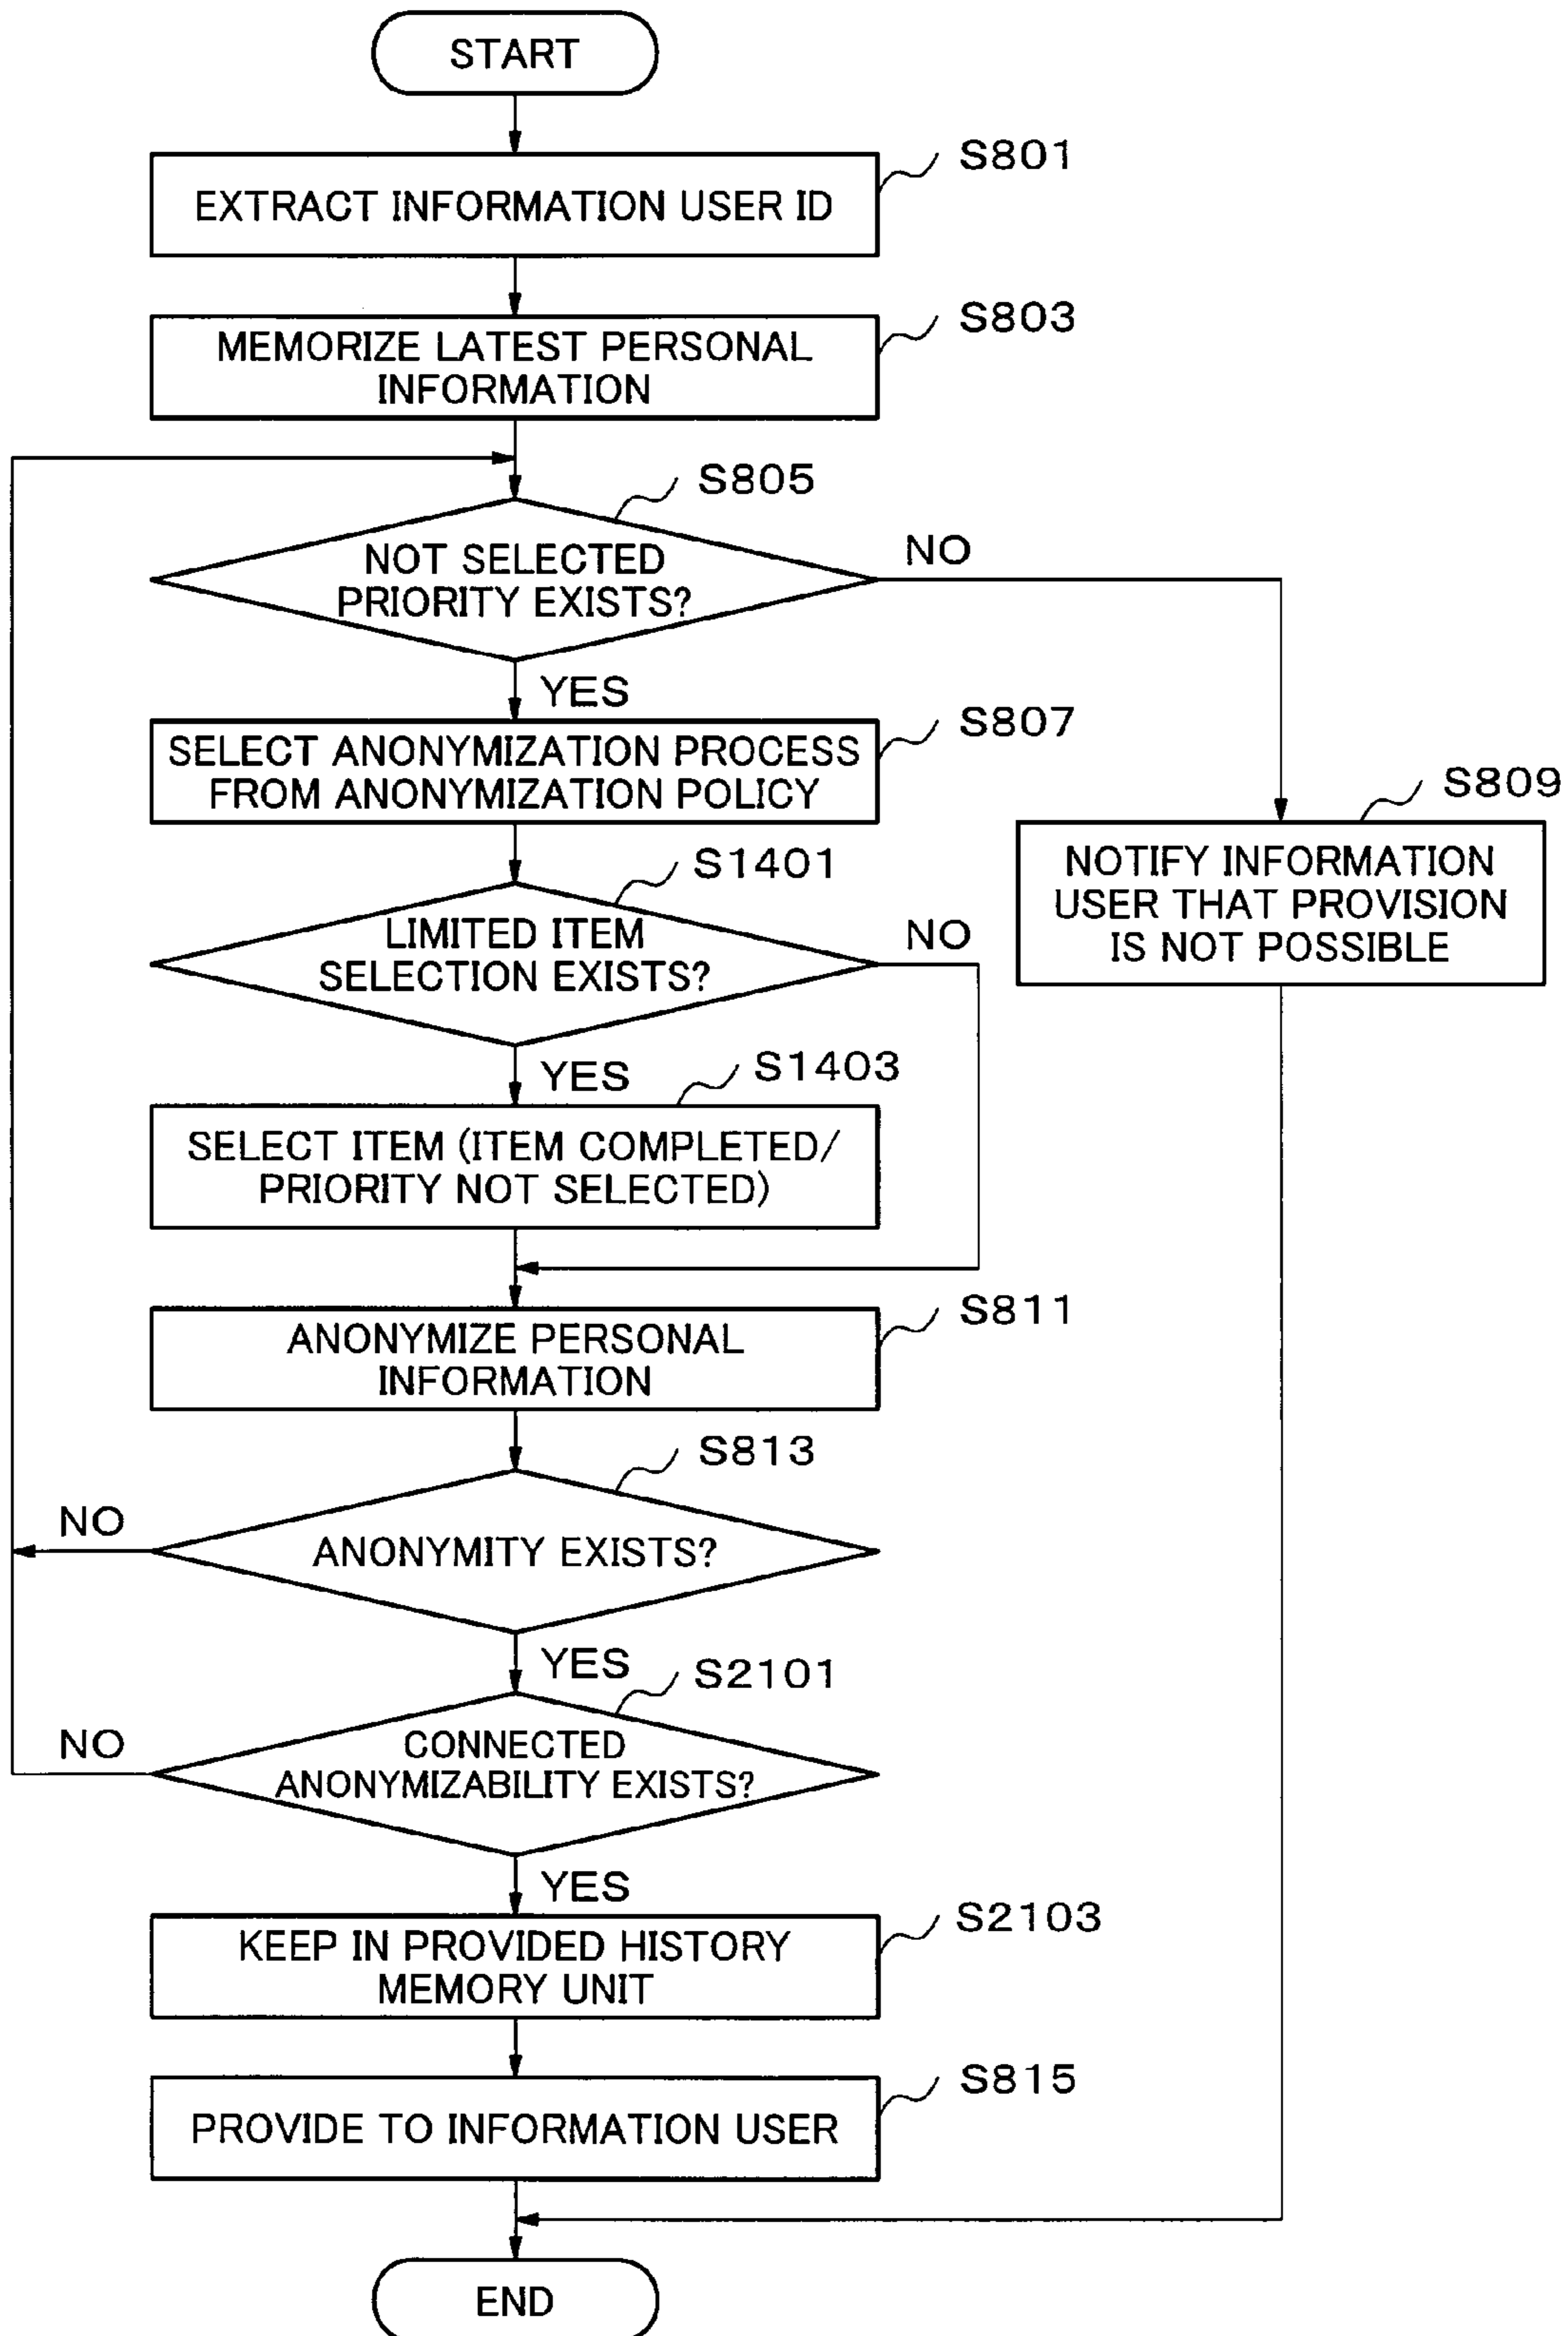 START
S801
EXTRACT INFORMATION USER ID
S803
MEMORIZE LATEST PERSONAL
INFORMATION
S805
NOT SELECTED
PRIORITY EXISTS?
NO
YES
S807
SELECT ANONYMIZATION PROCESS
FROM ANONYMIZATION POLICY
S809
NOTIFY INFORMATION
USER THAT PROVISION
IS NOT POSSIBLE
S1401
LIMITED ITEM
SELECTION EXISTS?
NO
YES
S1403
SELECT ITEM (ITEM COMPLETED/
PRIORITY NOT SELECTED)
S811
ANONYMIZE PERSONAL
INFORMATION
S813
NO
ANONYMITY EXISTS?
YES
S2101
NO
CONNECTED
ANONYMIZABILITY EXISTS?
YES
S2103
KEEP IN PROVIDED HISTORY
MEMORY UNIT
S815
PROVIDE TO INFORMATION USER
END